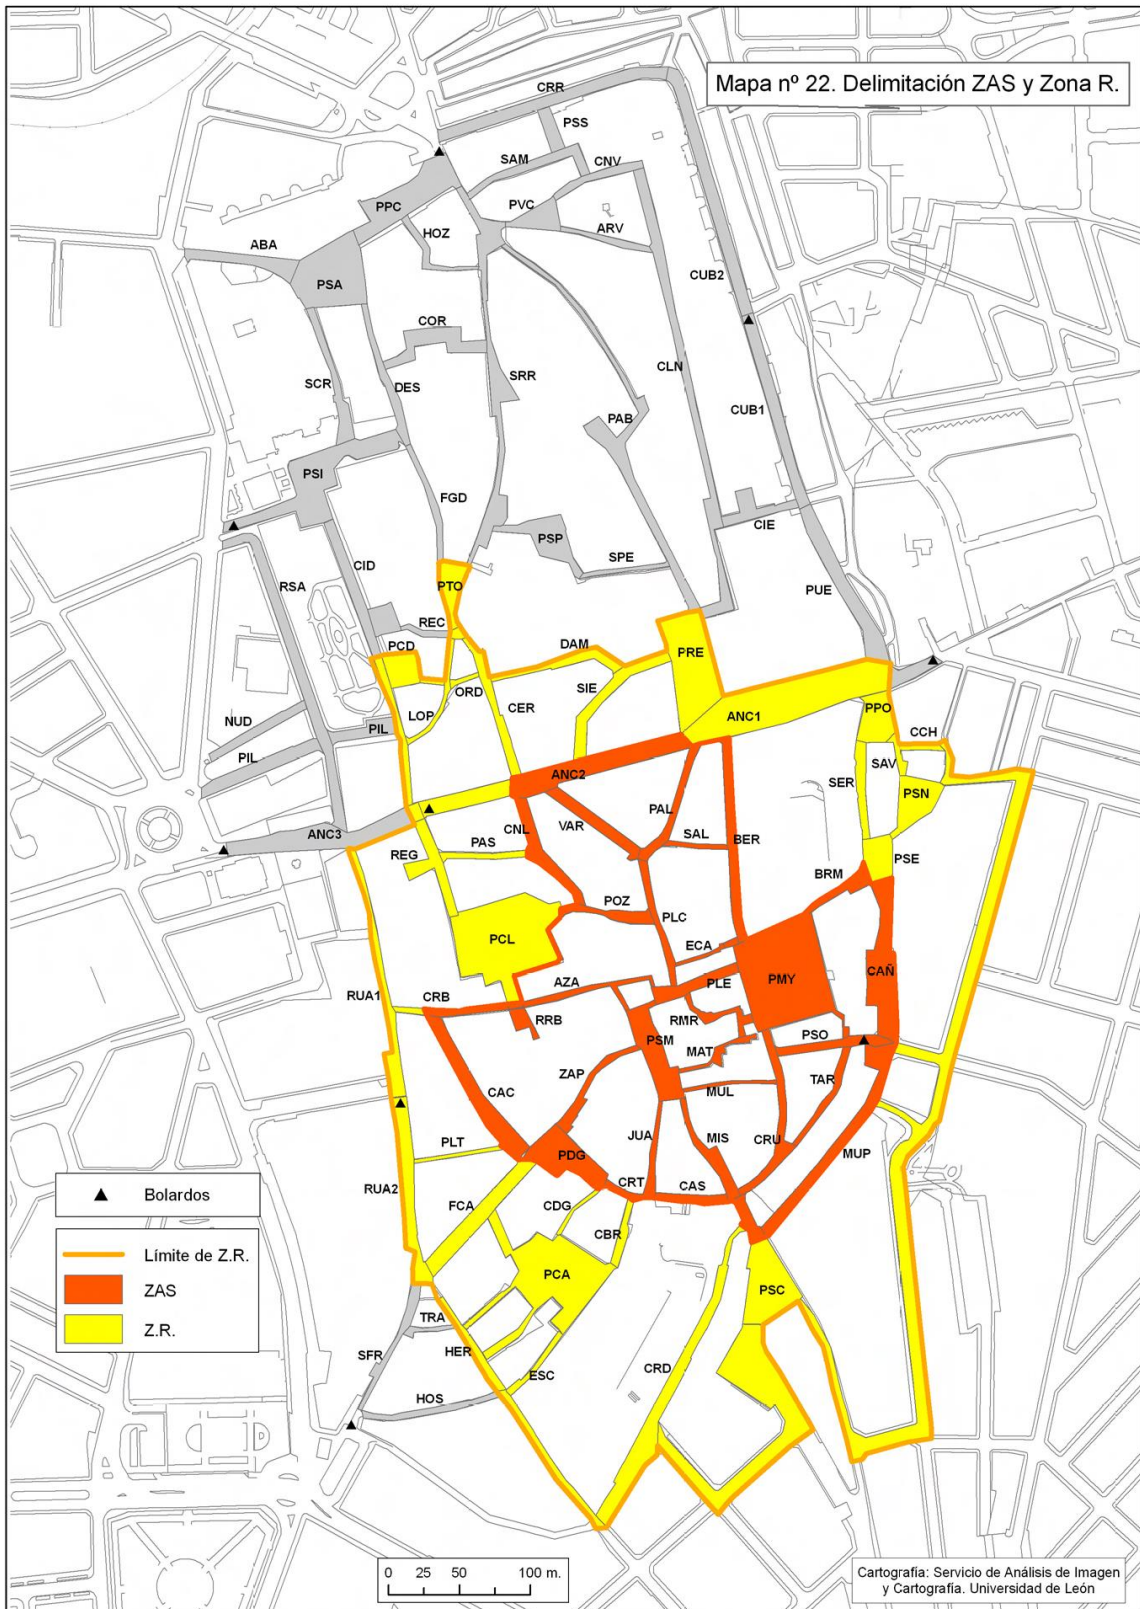 Mapa nº 22. Delimitación ZAS y Zona R.
CRR
PSS
SAM
CNV
PPC
PVC
HOZ
ARV
ABA
PSA
CUB2
COR
SCR
DES
SRR
CLN
CUB1
PAB
PSI
FGD
PSP
CIE
RSA
CID
PTO
SPE
PUE
REC
PCD
DAM
PRE
ORD
SIE
LOP
CER
ANC1
PPO
NUD
PIL
PIL
CCH
ANC2
SER
SAV
PSN
ANC3
CNL
VAR
PAL
SAL
BER
REG
PAS
BRM
PSE
POZ
PLC
PCL
ECA
PMY
CAÑ
RUA1
CRB
AZA
PLE
RRB
RMR
PSM
PSO
MAT
ZAP
CAC
MUL
TAR
PLT
JUA
MIS
CRU
PDG
MUP
RUA2
CRT
CAS
FCA
CDG
CBR
PCA
PSC
TRA
SFR
HER
ESC
CRD
HOS
Bolardos
Límite de Z.R.
ZAS
Z.R.
0 25 50 100 m.
Cartografía: Servicio de Análisis de Imagen
y Cartografía. Universidad de León